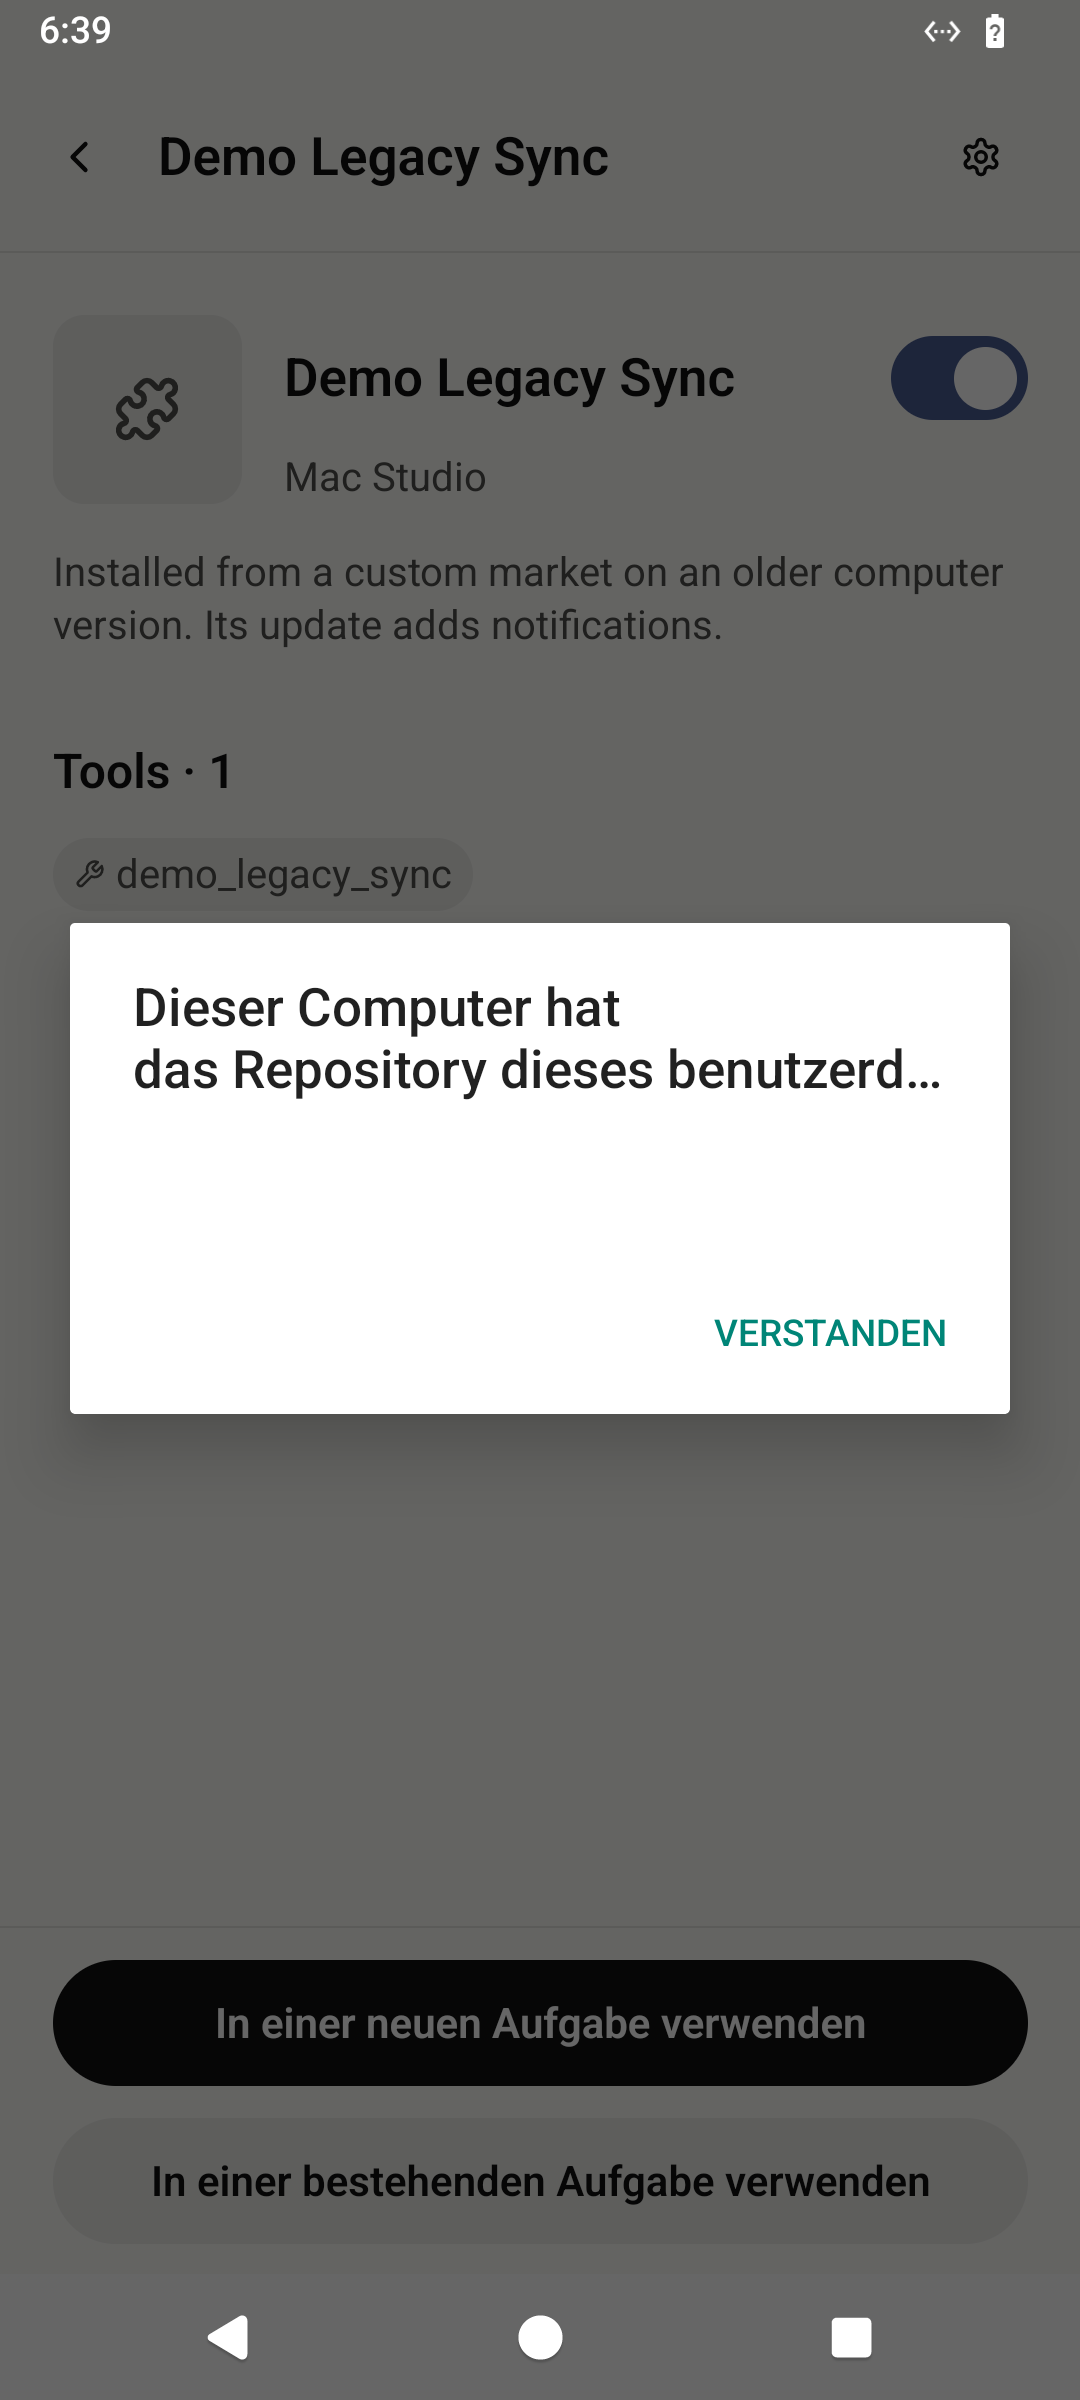 6:39
Demo Legacy Sync
Demo Legacy Sync
Mac Studio
Installed from a custom market on an older computer
version. Its update adds notifications.
Tools · 1
demo_legacy_sync
Dieser Computer hat
das Repository dieses benutzerd…
VERSTANDEN
In einer neuen Aufgabe verwenden
In einer bestehenden Aufgabe verwenden